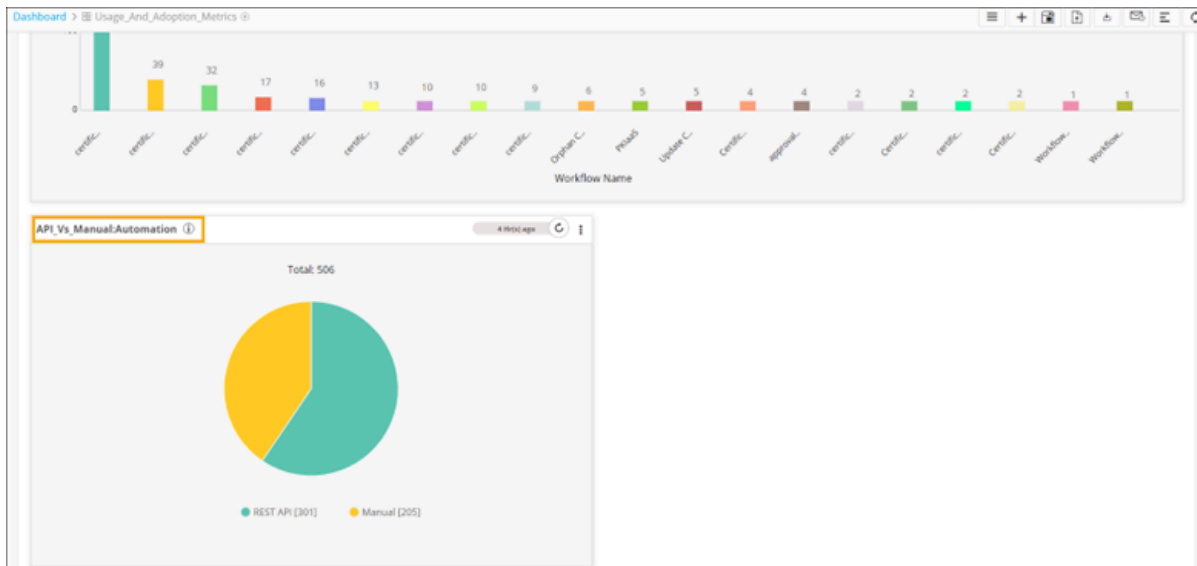 Dashboard > Usage_And_Adoption_Metrics
39 32 17 16 13 10 10 9 6 5 5 4 4 2 2 2 2 1 1
0
certific... certific... certific... certific... certific... certific... certific... certific... certific... Orphan C... PKIaaS Update C... Certific... approval... certific... Certific... certific... Certific... Workflow... Workflow...
Workflow Name
API_Vs_Manual:Automation
4 Hr(s) ago
Total: 506
REST API [301] Manual [205]